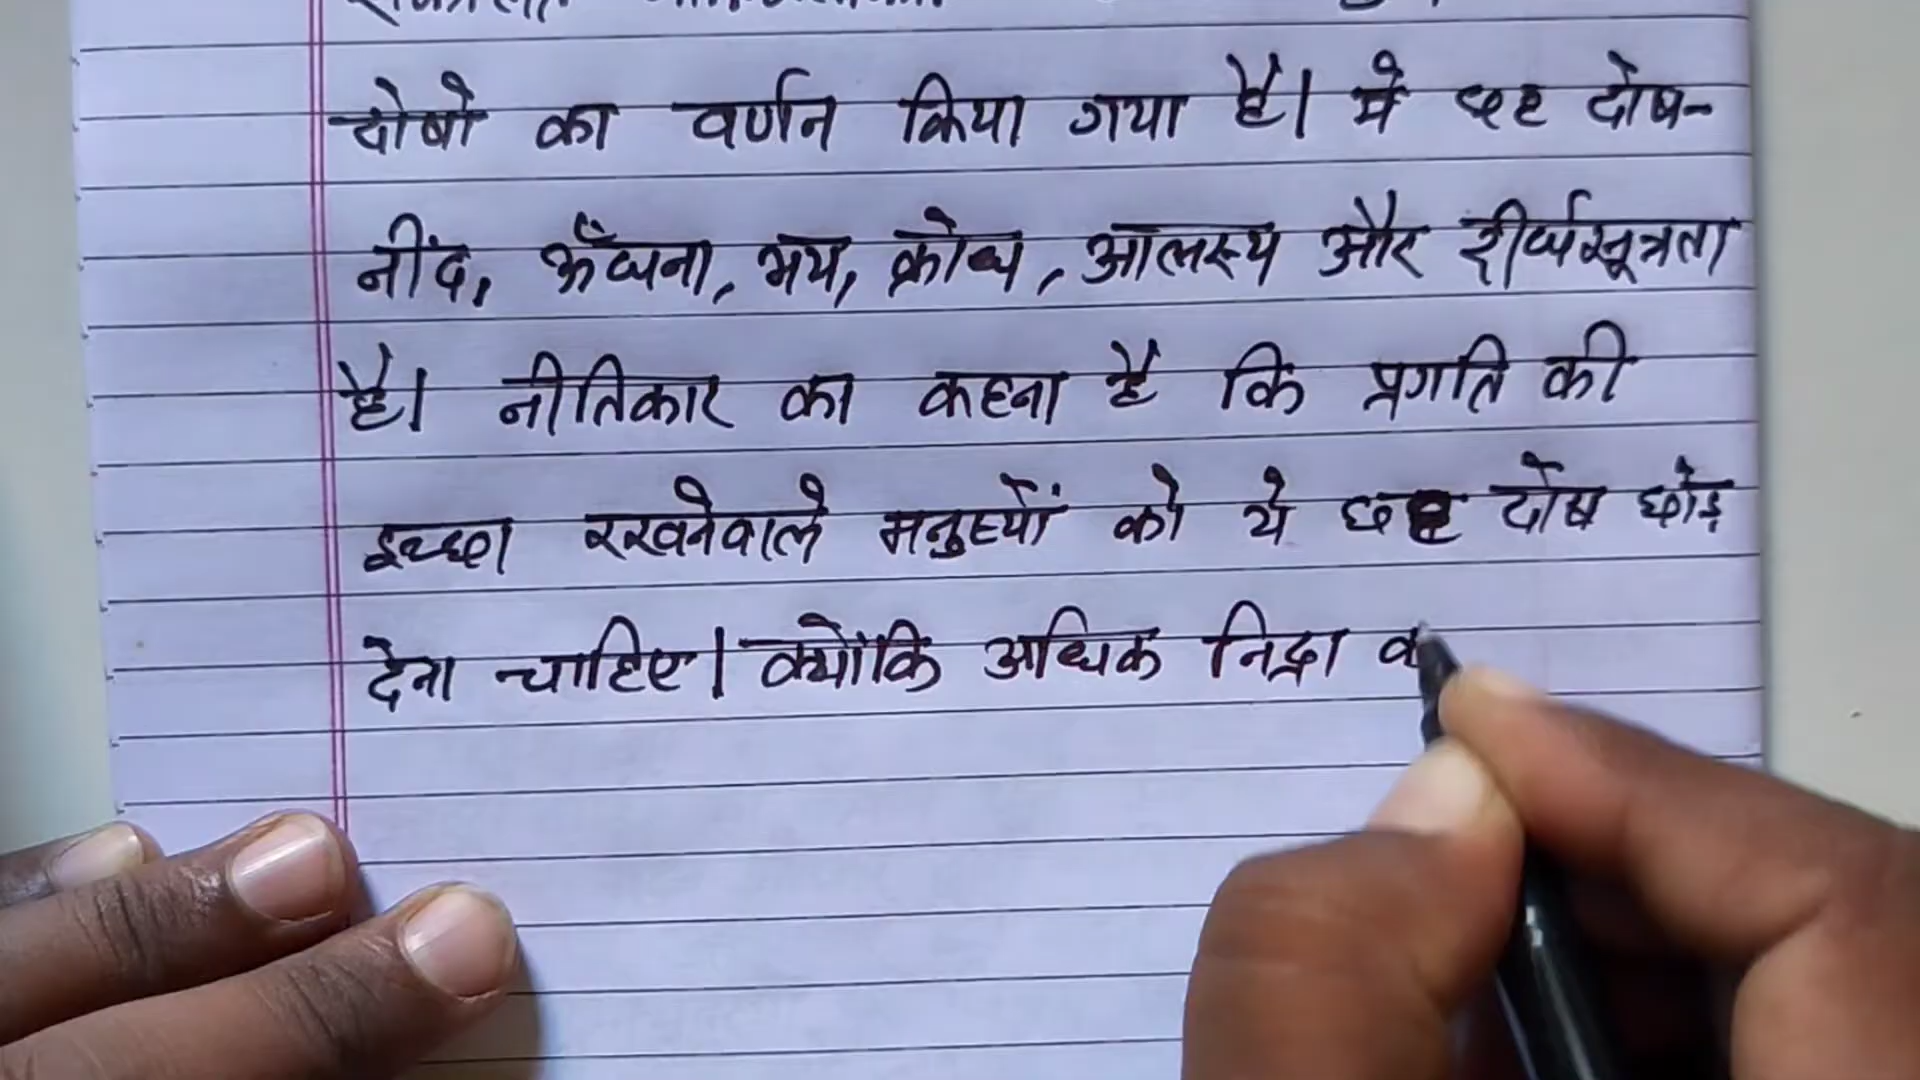 दोषो का वर्णन किया गया है। मे छह दोष-
नींद, ऊँघना, भय, क्रोध, आलस्य और दीर्घसूत्रता
है। नीतिकार का कहना है कि प्रगति की
इच्छा रखनेवाले मनुष्यों को ये छह दोष छोड़
देना चाहिए। क्योंकि अधिक निद्रा